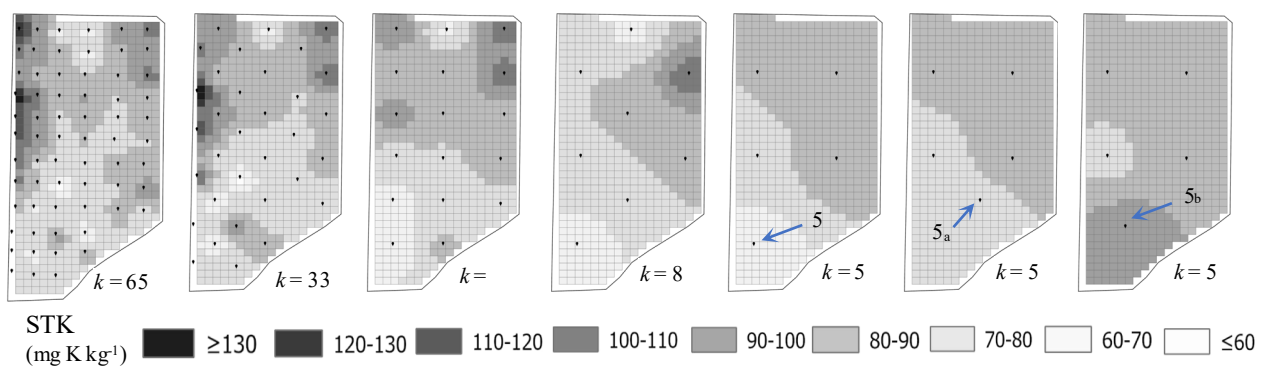 5
5a
5b
k = 65
k = 33
k =
k = 8
k = 5
k = 5
k = 5
STK
(mg K kg-1)
≥130
120-130
110-120
100-110
90-100
80-90
70-80
60-70
≤60